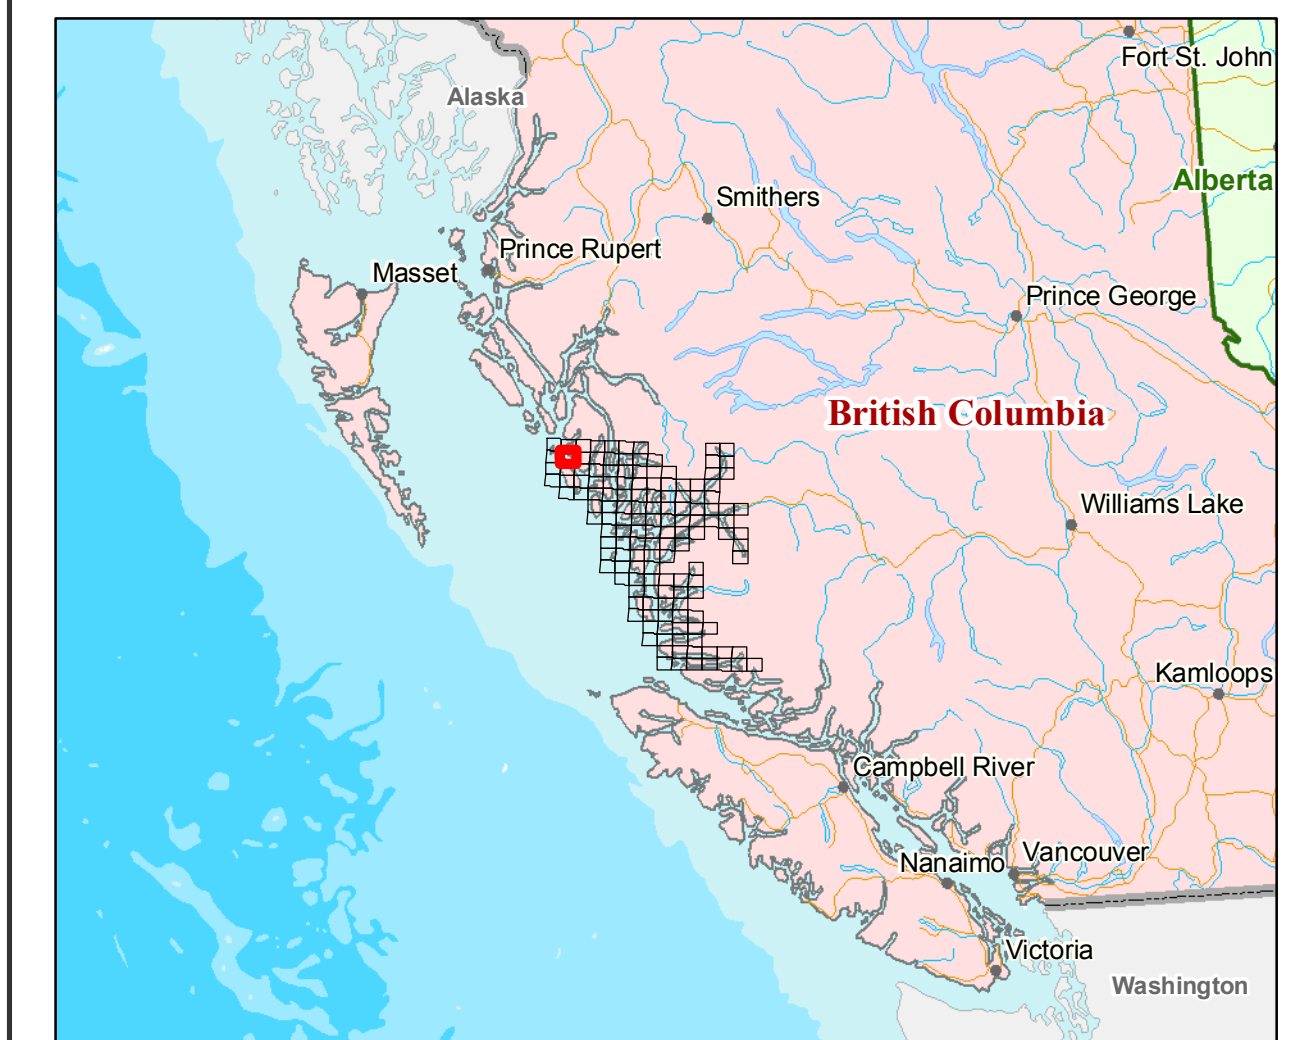 Fort St. John
Alaska
Alberta
Smithers
Prince Rupert
Masset
Prince George
British Columbia
Williams Lake
Kamloops
Campbell River
Vancouver
Nanaimo
Victoria
Washington